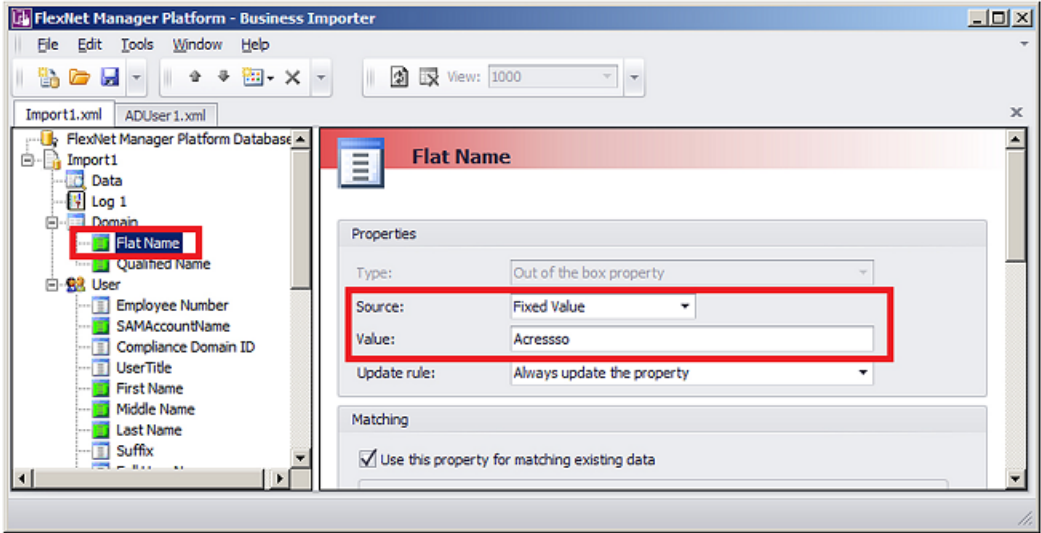 FlexNet Manager Platform - Business Importer
File Edit Tools Window Help
View: 1000
Import1.xml ADUser1.xml
FlexNet Manager Platform Database
Import1
Data
Log 1
Domain
Flat Name
Qualified Name
User
Employee Number
SAMAccountName
Compliance Domain ID
UserTitle
First Name
Middle Name
Last Name
Suffix
Flat Name
Properties
Type: Out of the box property
Source: Fixed Value
Value: Acressso
Update rule: Always update the property
Matching
Use this property for matching existing data